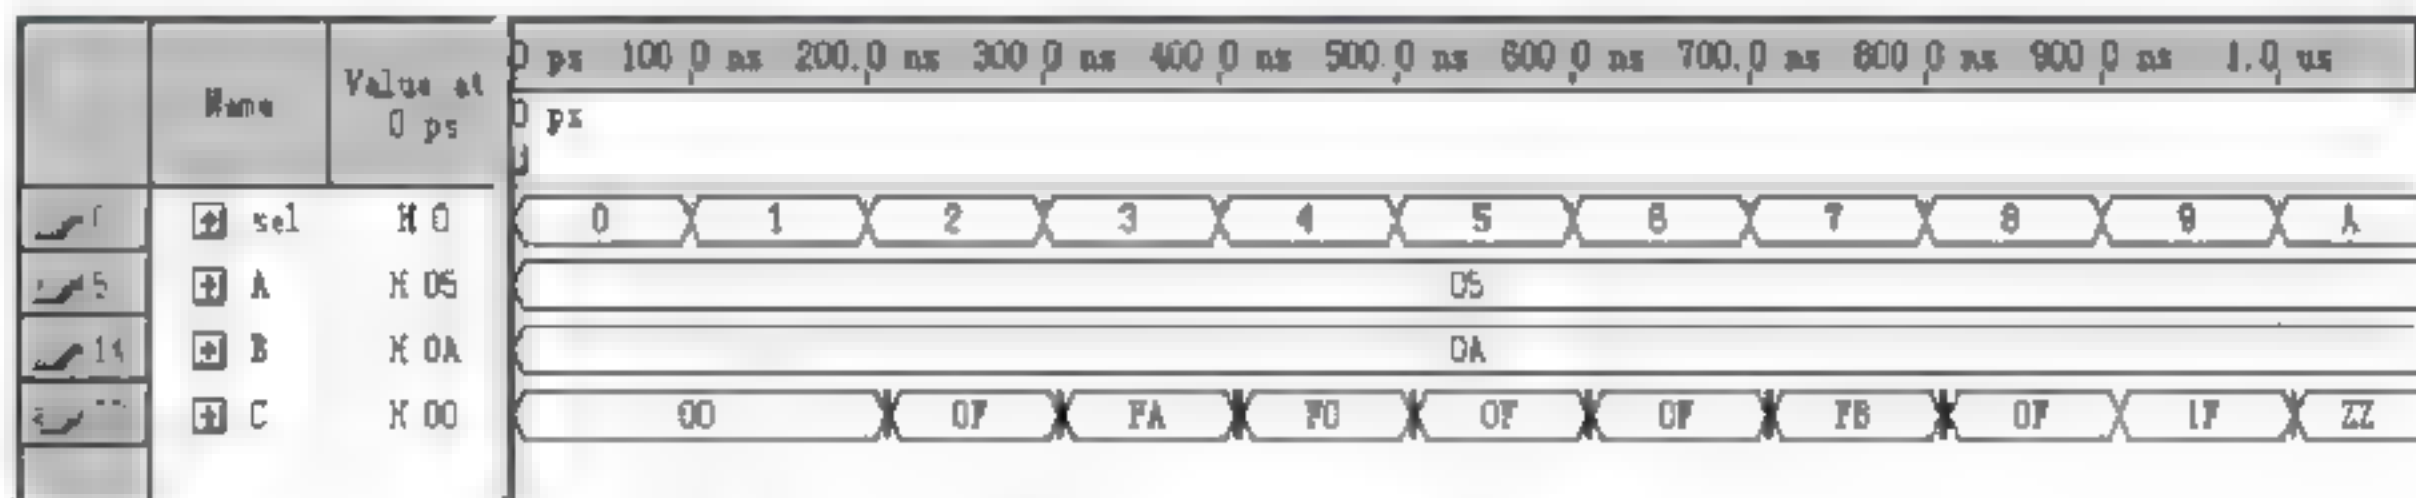 0 ps 100.0 ns 200.0 ns 300.0 ns 400.0 ns 500.0 ns 600.0 ns 700.0 ns 800.0 ns 900.0 ns 1.0 us
Name
Value at
0 ps
0 ps
sel H 0 0 1 2 3 4 5 6 7 8 9 A
5 A H 05 05
14 B H 0A 0A
C H 00 00 0F FA F0 0F 0F FB 0F 1F ZZ